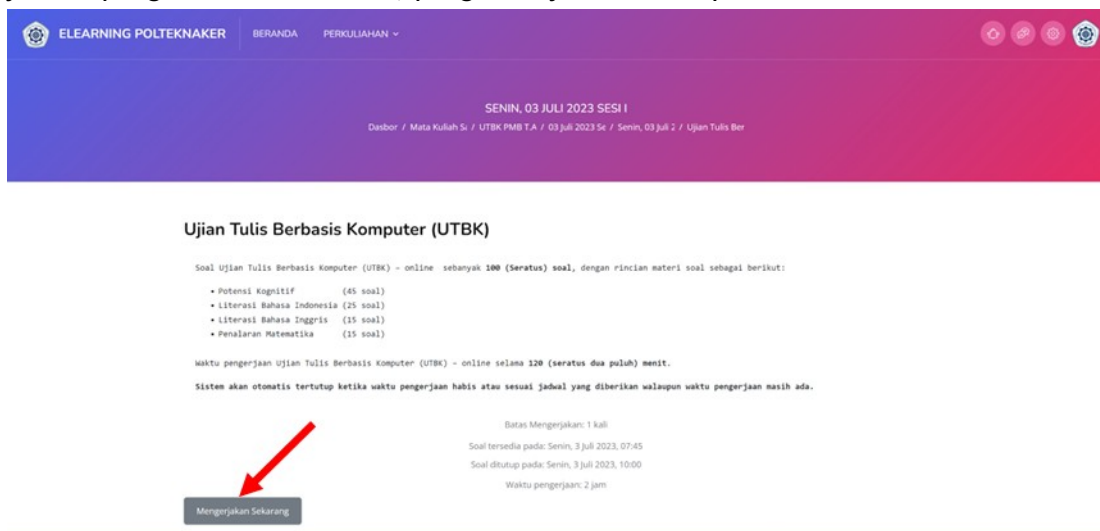 ELEARNING POLTEKNAKER BERANDA PERKULIAHAN
SENIN, 03 JULI 2023 SESI I
Dasbor / Mata Kuliah Sa / UTBK PMB T.A / 03 Juli 2023 Se / Senin, 03 Juli 2 / Ujian Tulis Ber
Ujian Tulis Berbasis Komputer (UTBK)
Soal Ujian Tulis Berbasis Komputer (UTBK) – online sebanyak 100 (Seratus) soal, dengan rincian materi soal sebagai berikut:
• Potensi Kognitif (45 soal)
• Literasi Bahasa Indonesia (25 soal)
• Literasi Bahasa Inggris (15 soal)
• Penalaran Matematika (15 soal)
Waktu pengerjaan Ujian Tulis Berbasis Komputer (UTBK) – online selama 120 (seratus dua puluh) menit.
Sistem akan otomatis tertutup ketika waktu pengerjaan habis atau sesuai jadwal yang diberikan walaupun waktu pengerjaan masih ada.
Batas Mengerjakan: 1 kali
Soal tersedia pada: Senin, 3 Juli 2023, 07:45
Soal ditutup pada: Senin, 3 Juli 2023, 10:00
Waktu pengerjaan: 2 jam
Mengerjakan Sekarang